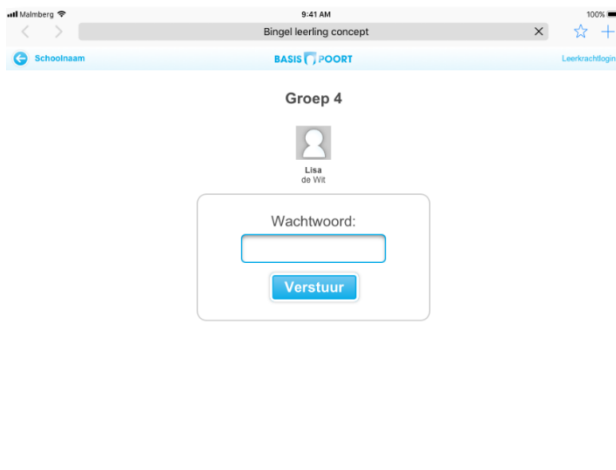 Malmberg 9:41 AM 100%
Bingel leerling concept
Schoolnaam BASIS POORT Leerkrachtlogin
Groep 4
Lisa
de Wit
Wachtwoord:
Verstuur